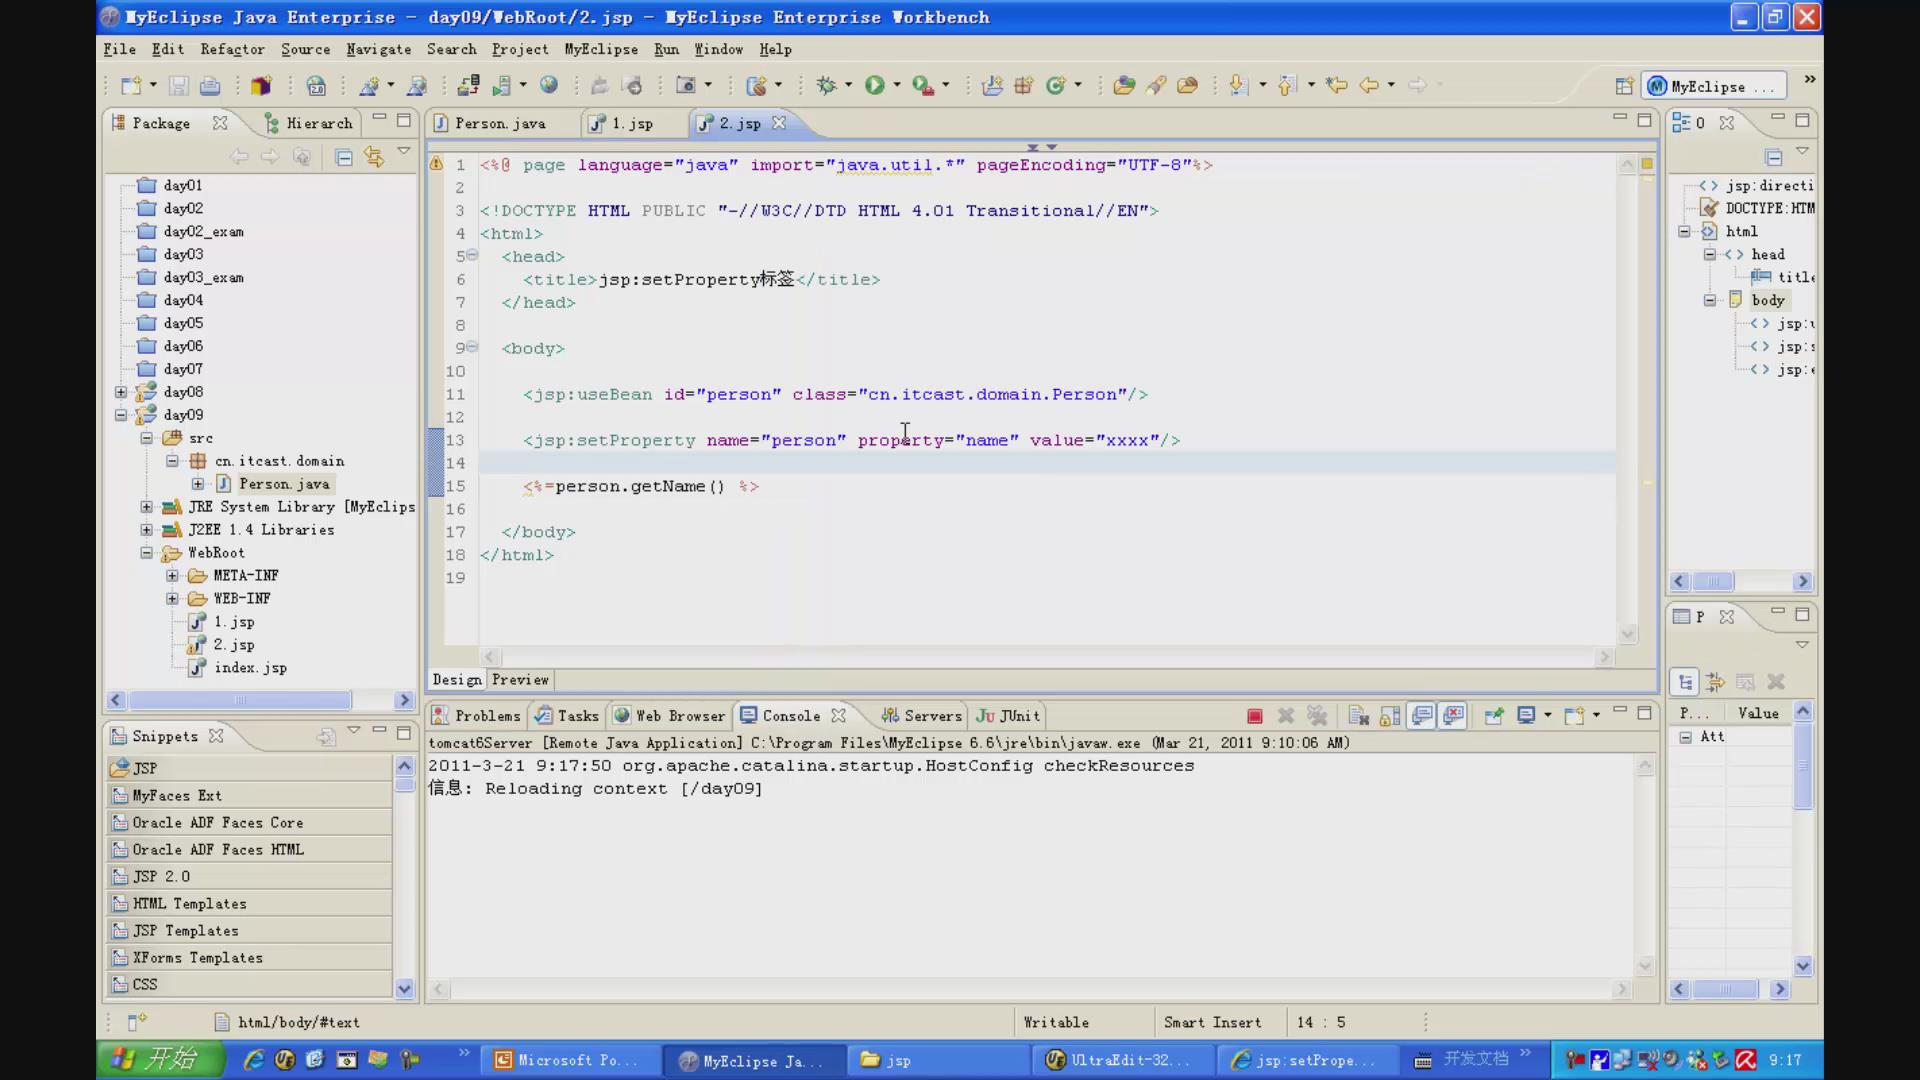 MyEclipse Java Enterprise - day09/WebRoot/2.jsp - MyEclipse Enterprise Workbench
File Edit Refactor Source Navigate Search Project MyEclipse Run Window Help
MyEclipse ...
Package
Hierarch
Person.java
1.jsp
2.jsp
O
day01
day02
day02_exam
day03
day03_exam
day04
day05
day06
day07
day08
day09
src
cn.itcast.domain
Person.java
JRE System Library [MyEclips
J2EE 1.4 Libraries
WebRoot
META-INF
WEB-INF
1.jsp
2.jsp
index.jsp
1 <%@ page language="java" import="java.util.*" pageEncoding="UTF-8"%>
2
3 <!DOCTYPE HTML PUBLIC "-//W3C//DTD HTML 4.01 Transitional//EN">
4 <html>
5 <head>
6 <title>jsp:setProperty标签</title>
7 </head>
8
9 <body>
10
11 <jsp:useBean id="person" class="cn.itcast.domain.Person"/>
12
13 <jsp:setProperty name="person" property="name" value="xxxx"/>
14
15 <%=person.getName() %>
16
17 </body>
18 </html>
19
Design Preview
jsp:directi
DOCTYPE:HTM
html
head
title
body
jsp:u
jsp:s
jsp:e
P
P... Value
Att
Snippets
JSP
MyFaces Ext
Oracle ADF Faces Core
Oracle ADF Faces HTML
JSP 2.0
HTML Templates
JSP Templates
XForms Templates
CSS
Problems Tasks Web Browser Console Servers JUnit
tomcat6Server [Remote Java Application] C:\Program Files\MyEclipse 6.6\jre\bin\javaw.exe (Mar 21, 2011 9:10:06 AM)
2011-3-21 9:17:50 org.apache.catalina.startup.HostConfig checkResources
信息: Reloading context [/day09]
html/body/#text
Writable
Smart Insert
14 : 5
开始
Microsoft Po...
MyEclipse Ja...
jsp
UltraEdit-32...
jsp:setPrope...
开发文档
9:17